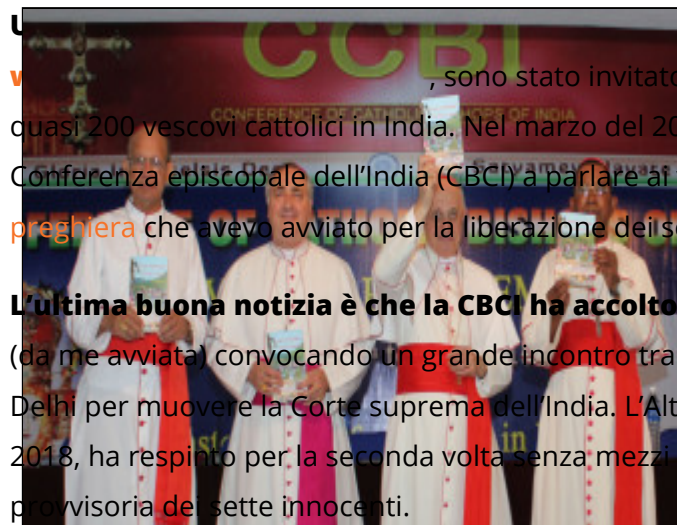 CCBI
, sono stato invitato
CONFERENCE OF CATHOLIC OF INDIA
quasi 200 vescovi cattolici in India. Nel marzo del 20
Conferenza episcopale dell’India (CBCI) a parlare ai
preghiera che avevo avviato per la liberazione dei
L’ultima buona notizia è che la CBCI ha accolto
(da me avviata) convocando un grande incontro tra
Delhi per muovere la Corte suprema dell’India. L’Alt
2018, ha respinto per la seconda volta senza mezzi
provvisoria dei sette innocenti.